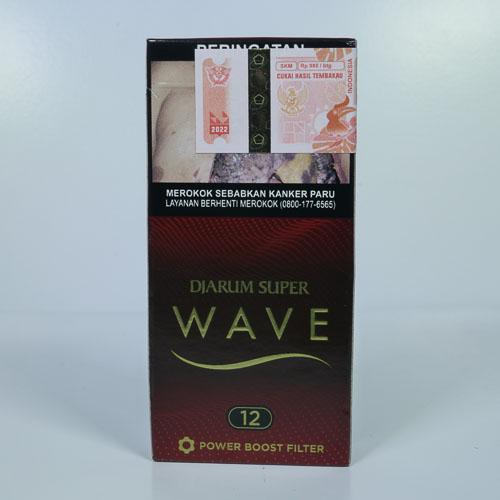 PERINGATAN
SKM
CUKAI HASIL TEMBAKAU
INDONESIA
2022
MEROKOK SEBABKAN KANKER PARU
LAYANAN BERHENTI MEROKOK (0800-177-6565)
DJARUM SUPER
WAVE
12
POWER BOOST FILTER